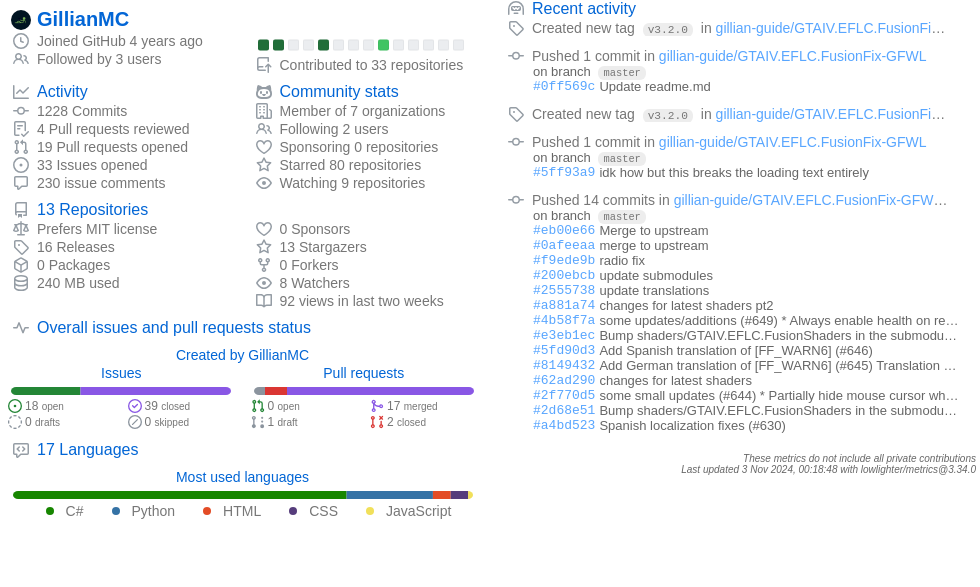 GillianMC
Joined GitHub 4 years ago
Followed by 3 users
Contributed to 33 repositories
Activity
1228 Commits
4 Pull requests reviewed
19 Pull requests opened
33 Issues opened
230 issue comments
Community stats
Member of 7 organizations
Following 2 users
Sponsoring 0 repositories
Starred 80 repositories
Watching 9 repositories
13 Repositories
Prefers MIT license
16 Releases
0 Packages
240 MB used
0 Sponsors
13 Stargazers
0 Forkers
8 Watchers
92 views in last two weeks
Overall issues and pull requests status
Created by GillianMC
Issues
18 open
39 closed
0 drafts
0 skipped
Pull requests
0 open
17 merged
1 draft
2 closed
17 Languages
Most used languages
C#
Python
HTML
CSS
JavaScript
Recent activity
Created new tag v3.2.0 in gillian-guide/GTAIV.EFLC.FusionFi…
Pushed 1 commit in gillian-guide/GTAIV.EFLC.FusionFix-GFWL
on branch master
#0ff569c Update readme.md
Created new tag v3.2.0 in gillian-guide/GTAIV.EFLC.FusionFi…
Pushed 1 commit in gillian-guide/GTAIV.EFLC.FusionFix-GFWL
on branch master
#5ff93a9 idk how but this breaks the loading text entirely
Pushed 14 commits in gillian-guide/GTAIV.EFLC.FusionFix-GFW…
on branch master
#eb00e66 Merge to upstream
#0afeeaa merge to upstream
#f9ede9b radio fix
#200ebcb update submodules
#2555738 update translations
#a881a74 changes for latest shaders pt2
#4b58f7a some updates/additions (#649) * Always enable health on re…
#e3eb1ec Bump shaders/GTAIV.EFLC.FusionShaders in the submodu…
#5fd90d3 Add Spanish translation of [FF_WARN6] (#646)
#8149432 Add German translation of [FF_WARN6] (#645) Translation …
#62ad290 changes for latest shaders
#2f770d5 some small updates (#644) * Partially hide mouse cursor wh…
#2d68e51 Bump shaders/GTAIV.EFLC.FusionShaders in the submodu…
#a4bd523 Spanish localization fixes (#630)
These metrics do not include all private contributions
Last updated 3 Nov 2024, 00:18:48 with lowlighter/metrics@3.34.0